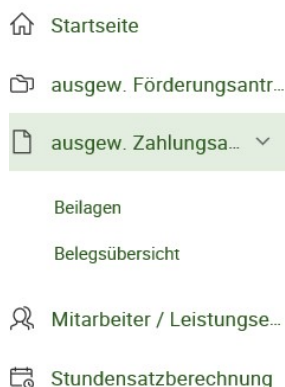 Startseite
ausgew. Förderungsantr...
ausgew. Zahlungsa...
Beilagen
Belegsübersicht
Mitarbeiter / Leistungse...
Stundensatzberechnung